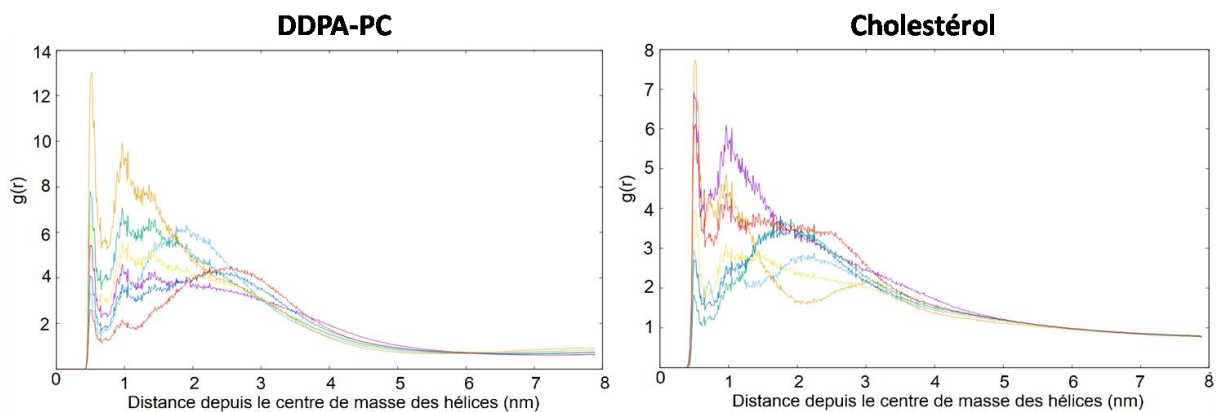 DDPA-PC
14
12
10
8
6
4
2
g(r)
0 1 2 3 4 5 6 7 8
Distance depuis le centre de masse des hélices (nm)
Cholestérol
8
7
6
5
4
3
2
1
g(r)
0 1 2 3 4 5 6 7 8
Distance depuis le centre de masse des hélices (nm)